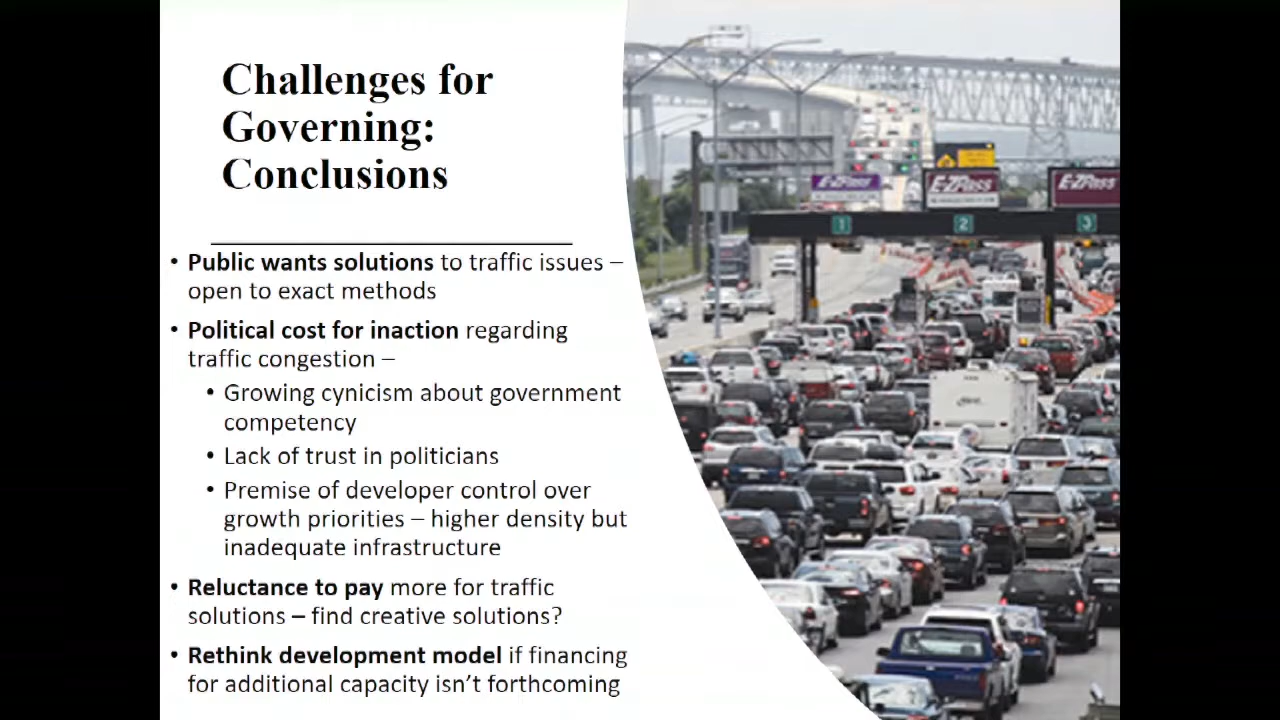 Challenges for
Governing:
Conclusions
• Public wants solutions to traffic issues –
open to exact methods
• Political cost for inaction regarding
traffic congestion –
• Growing cynicism about government
competency
• Lack of trust in politicians
• Premise of developer control over
growth priorities – higher density but
inadequate infrastructure
• Reluctance to pay more for traffic
solutions – find creative solutions?
• Rethink development model if financing
for additional capacity isn't forthcoming
E-ZPass
E-ZPass
E-ZPass
1
2
3